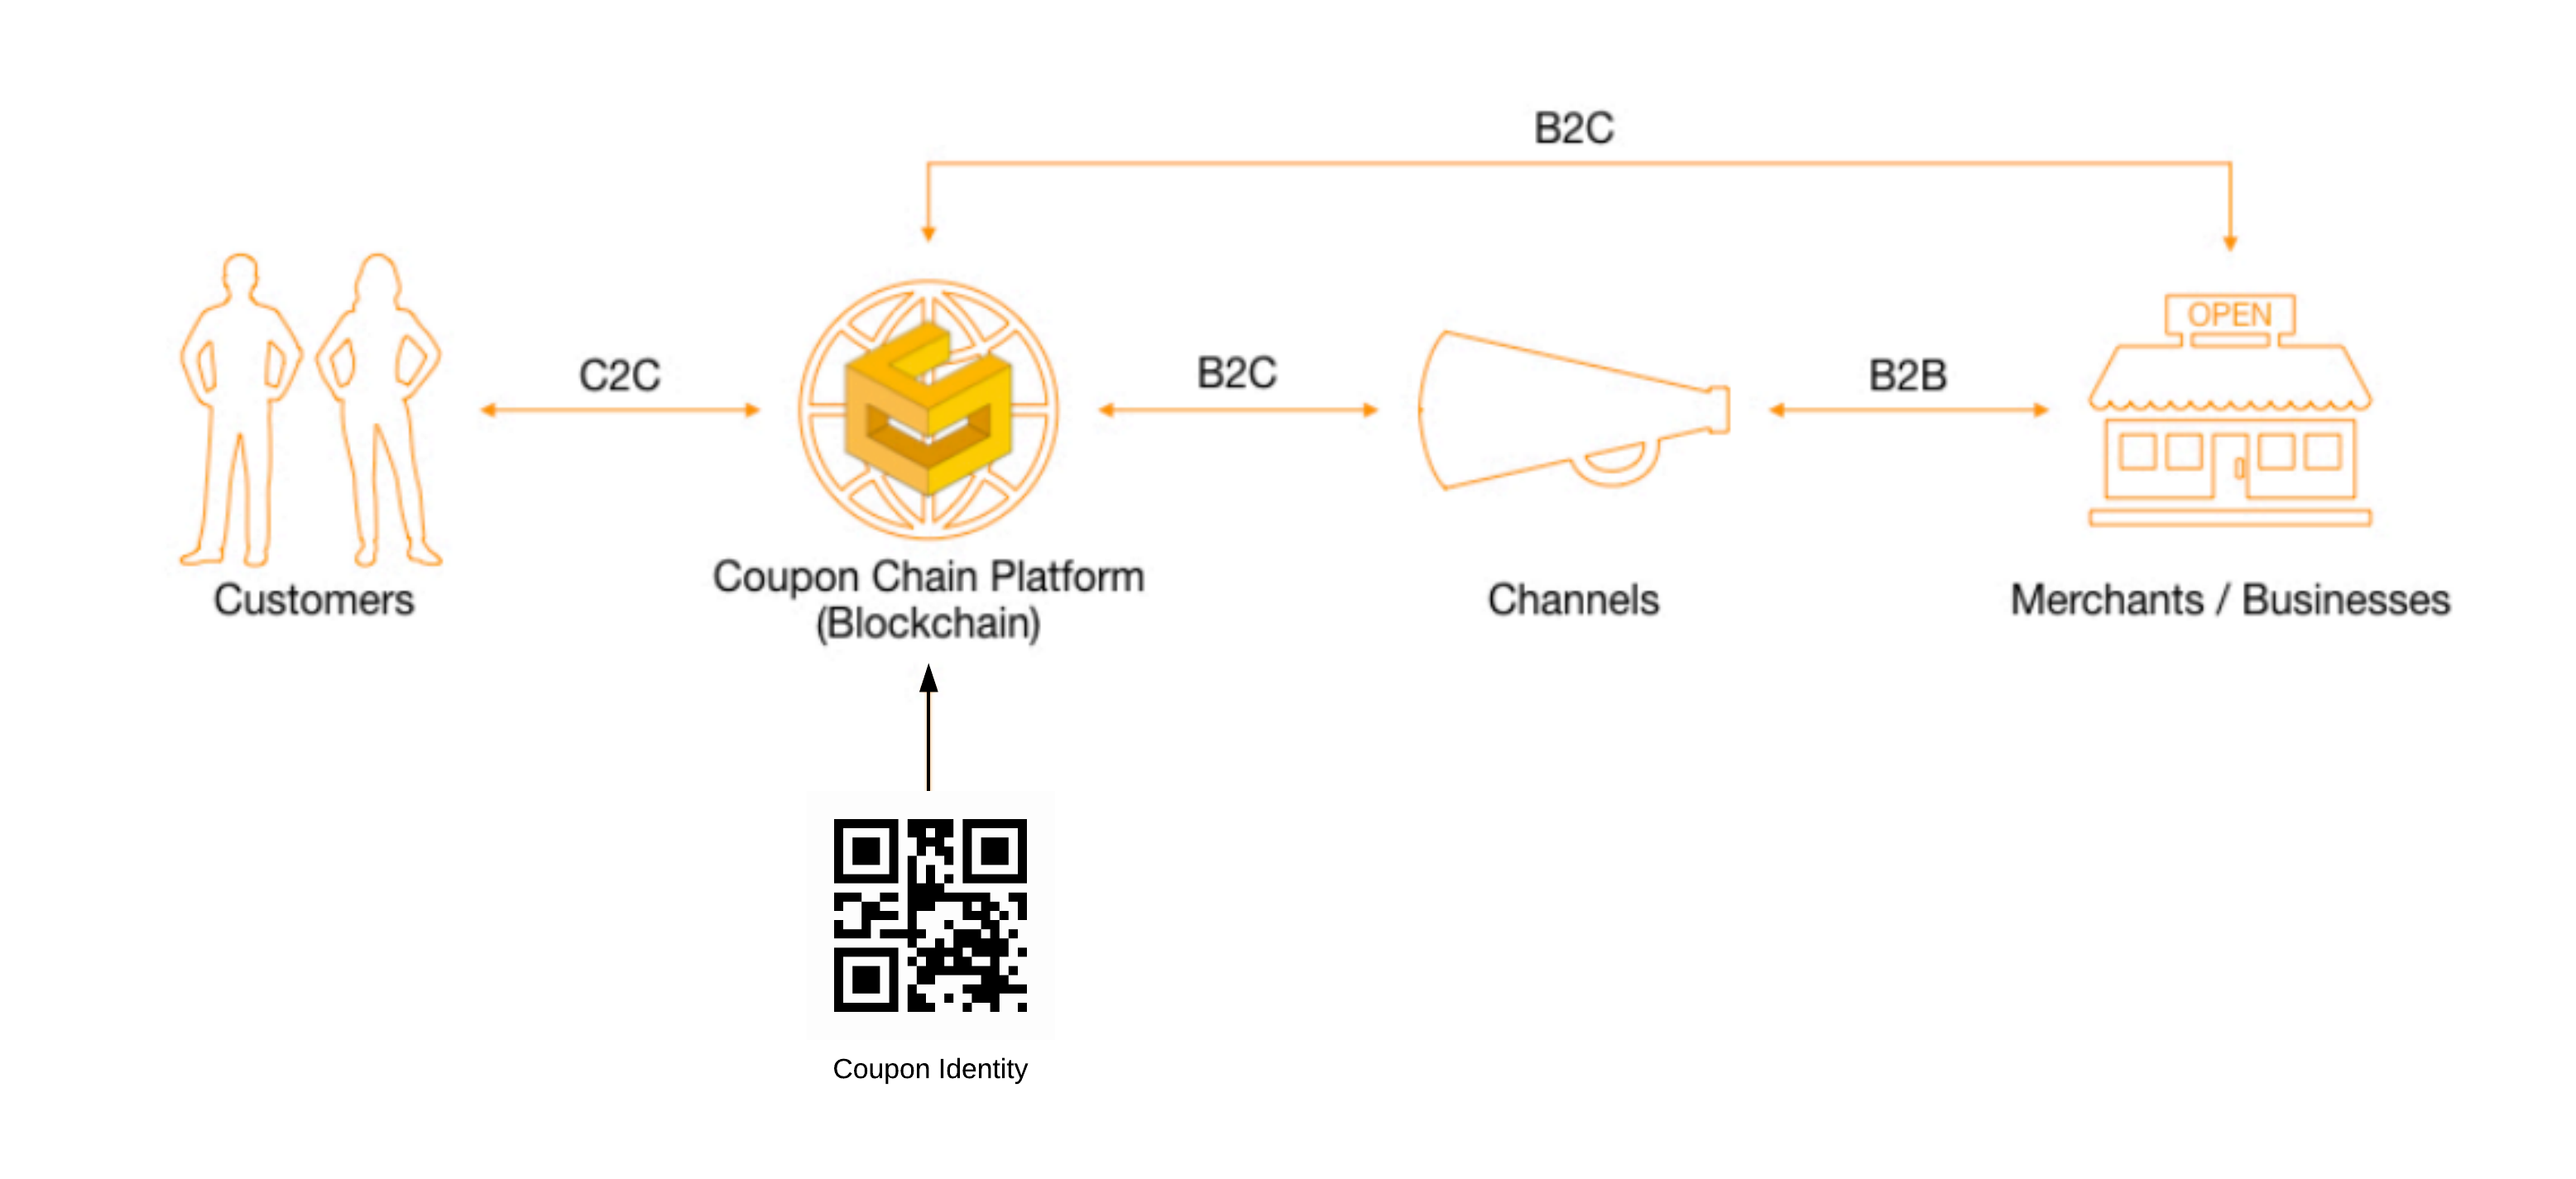 B2C
OPEN
C2C
B2C
B2B
Customers
Coupon Chain Platform
(Blockchain)
Channels
Merchants / Businesses
Coupon Identity